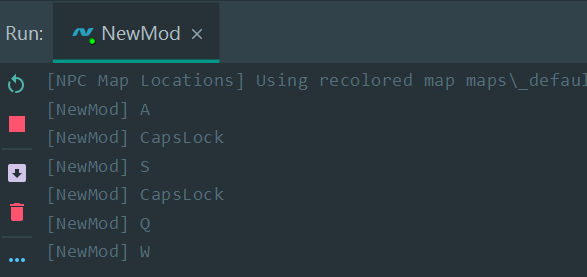 Run: NewMod ×
[NPC Map Locations] Using recolored map maps\_defaul
[NewMod] A
[NewMod] CapsLock
[NewMod] S
[NewMod] CapsLock
[NewMod] Q
[NewMod] W